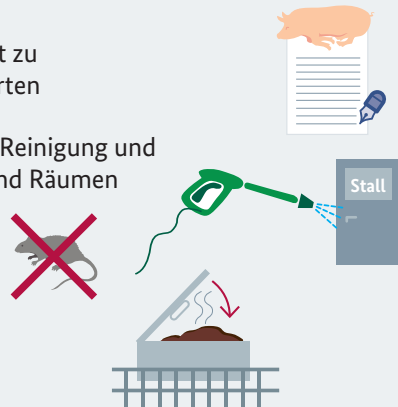 t zu
rten
Reinigung und
nd Räumen
Stall